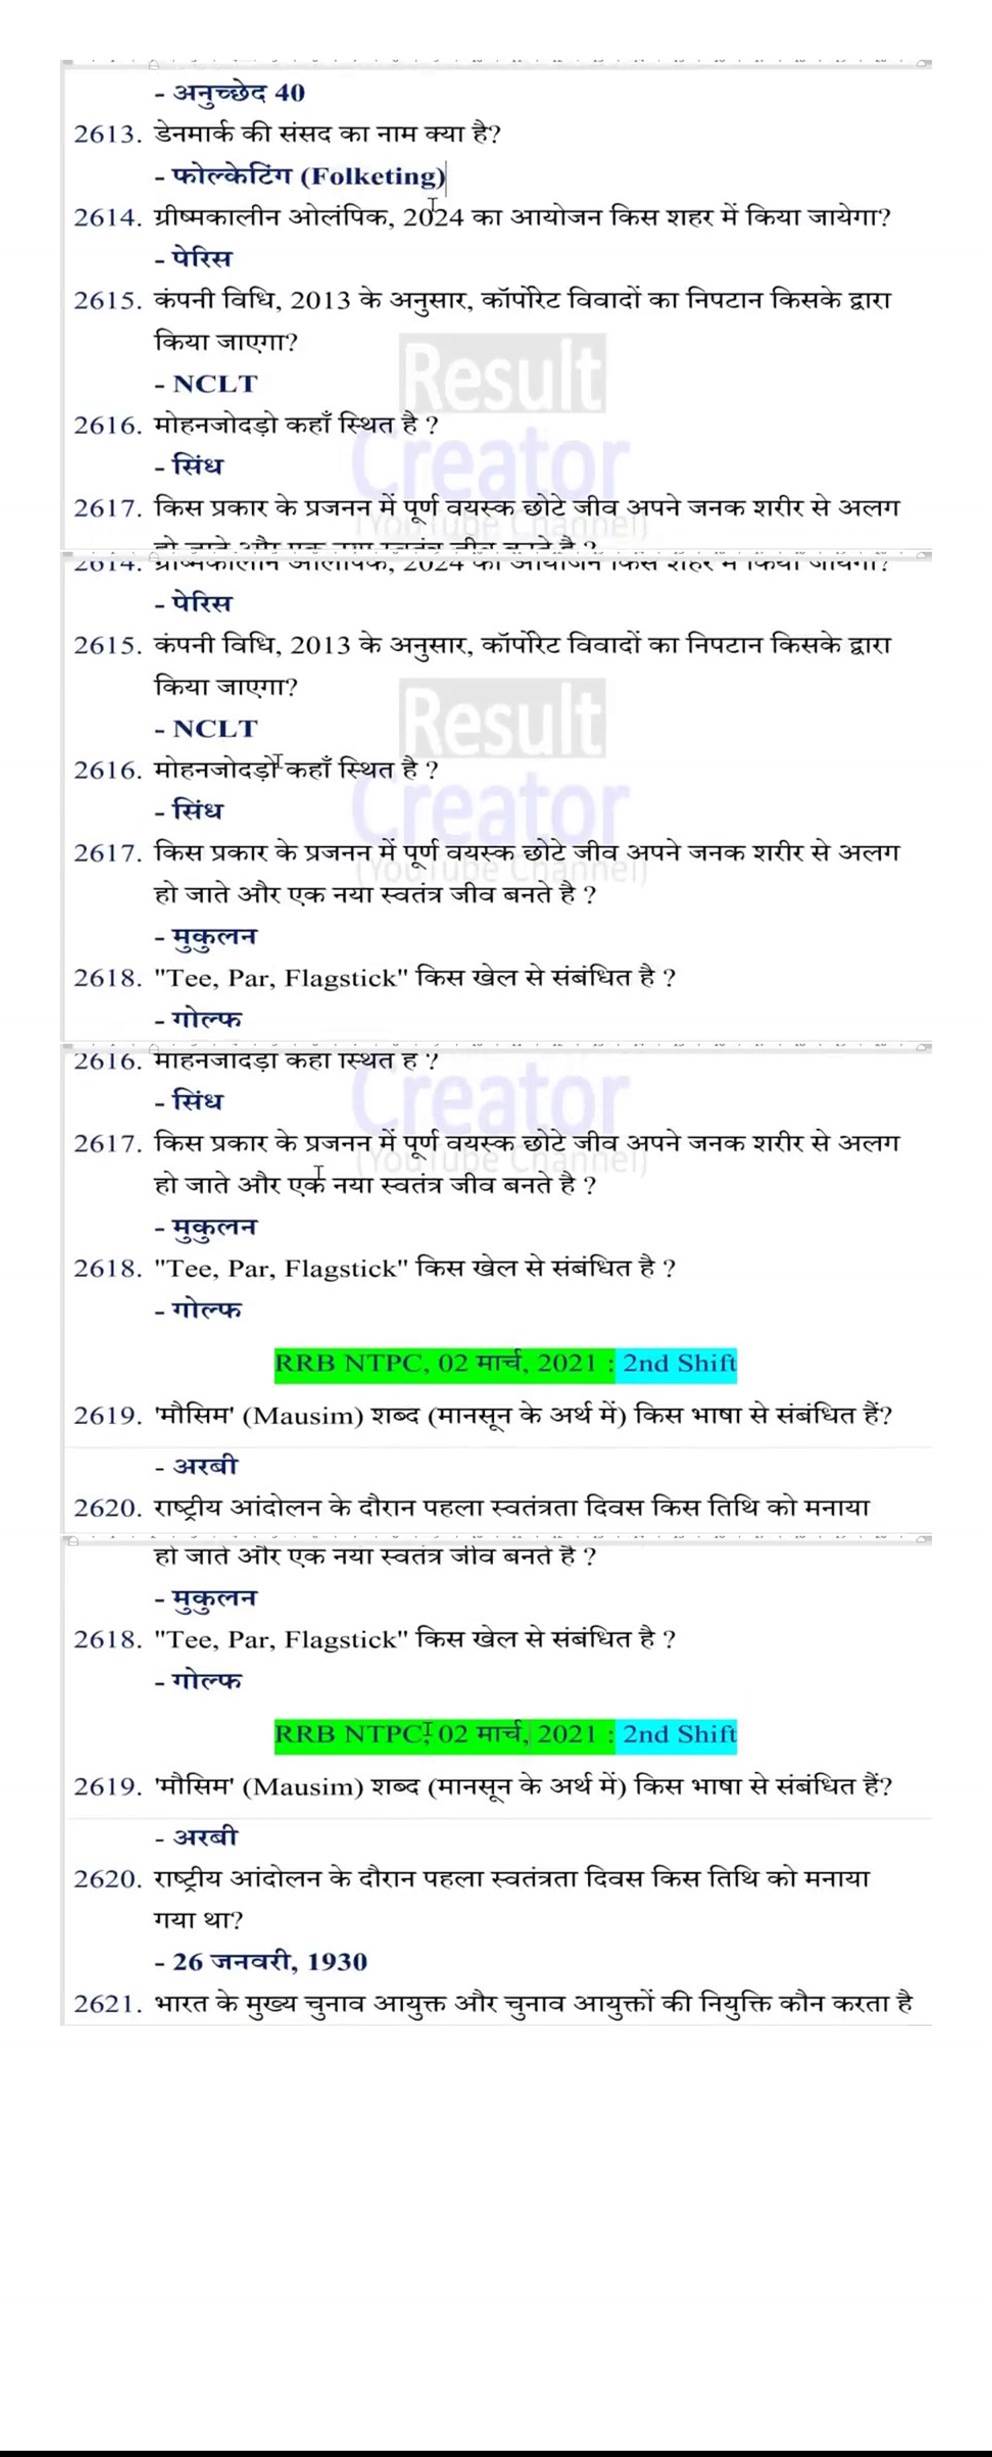 - अनुच्छेद 40
2613. डेनमार्क की संसद का नाम क्या है?
- फोल्केटिंग (Folketing)
2614. ग्रीष्मकालीन ओलंपिक, 2024 का आयोजन किस शहर में किया जायेगा?
- पेरिस
2615. कंपनी विधि, 2013 के अनुसार, कॉर्पोरेट विवादों का निपटान किसके द्वारा
किया जाएगा?
Result
- NCLT
2616. मोहनजोदड़ो कहाँ स्थित है ?
Creator
- सिंध
2617. किस प्रकार के प्रजनन में पूर्ण वयस्क छोटे जीव अपने जनक शरीर से अलग
(YouTube Channel)
हो जाते और एक नया स्वतंत्र जीव बनते है ?
2614. ग्रीष्मकालीन ओलंपिक, 2024 का आयोजन किस शहर में किया जायेगा?
- पेरिस
2615. कंपनी विधि, 2013 के अनुसार, कॉर्पोरेट विवादों का निपटान किसके द्वारा
किया जाएगा?
Result
- NCLT
2616. मोहनजोदड़ो कहाँ स्थित है ?
Creator
- सिंध
2617. किस प्रकार के प्रजनन में पूर्ण वयस्क छोटे जीव अपने जनक शरीर से अलग
(YouTube Channel)
हो जाते और एक नया स्वतंत्र जीव बनते है ?
- मुकुलन
2618. "Tee, Par, Flagstick" किस खेल से संबंधित है ?
- गोल्फ
2616. मोहनजोदड़ो कहाँ स्थित है ?
Creator
- सिंध
2617. किस प्रकार के प्रजनन में पूर्ण वयस्क छोटे जीव अपने जनक शरीर से अलग
(YouTube Channel)
हो जाते और एक नया स्वतंत्र जीव बनते है ?
- मुकुलन
2618. "Tee, Par, Flagstick" किस खेल से संबंधित है ?
- गोल्फ
RRB NTPC, 02 मार्च, 2021 : 2nd Shift
2619. 'मौसिम' (Mausim) शब्द (मानसून के अर्थ में) किस भाषा से संबंधित हैं?
- अरबी
2620. राष्ट्रीय आंदोलन के दौरान पहला स्वतंत्रता दिवस किस तिथि को मनाया
हो जाते और एक नया स्वतंत्र जीव बनते है ?
- मुकुलन
2618. "Tee, Par, Flagstick" किस खेल से संबंधित है ?
- गोल्फ
RRB NTPC, 02 मार्च, 2021 : 2nd Shift
2619. 'मौसिम' (Mausim) शब्द (मानसून के अर्थ में) किस भाषा से संबंधित हैं?
- अरबी
2620. राष्ट्रीय आंदोलन के दौरान पहला स्वतंत्रता दिवस किस तिथि को मनाया
गया था?
- 26 जनवरी, 1930
2621. भारत के मुख्य चुनाव आयुक्त और चुनाव आयुक्तों की नियुक्ति कौन करता है